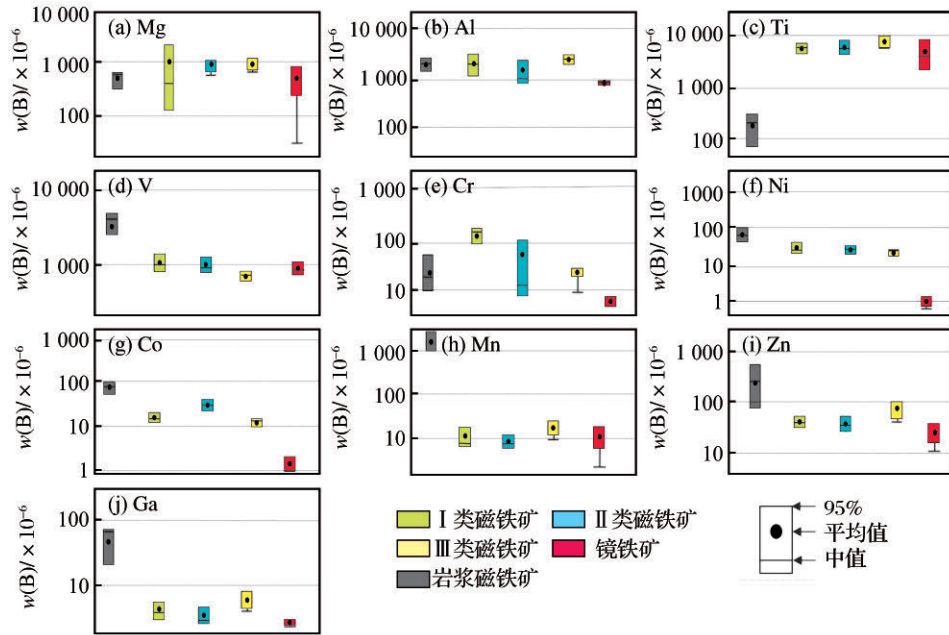 (a) Mg
10 000
1 000
100
w(B)/ × 10⁻⁶
(b) Al
10 000
1 000
100
w(B)/ × 10⁻⁶
(c) Ti
10 000
1 000
100
w(B)/ × 10⁻⁶
(d) V
10 000
1 000
w(B)/ × 10⁻⁶
(e) Cr
1 000
100
10
w(B)/ × 10⁻⁶
(f) Ni
1 000
100
10
1
w(B)/ × 10⁻⁶
(g) Co
1 000
100
10
1
w(B)/ × 10⁻⁶
(h) Mn
1 000
10
w(B)/ × 10⁻⁶
(i) Zn
1 000
100
10
w(B)/ × 10⁻⁶
(j) Ga
100
10
w(B)/ × 10⁻⁶
Ⅰ类磁铁矿 Ⅱ类磁铁矿
Ⅲ类磁铁矿 镜铁矿
岩浆磁铁矿
95%
平均值
中值